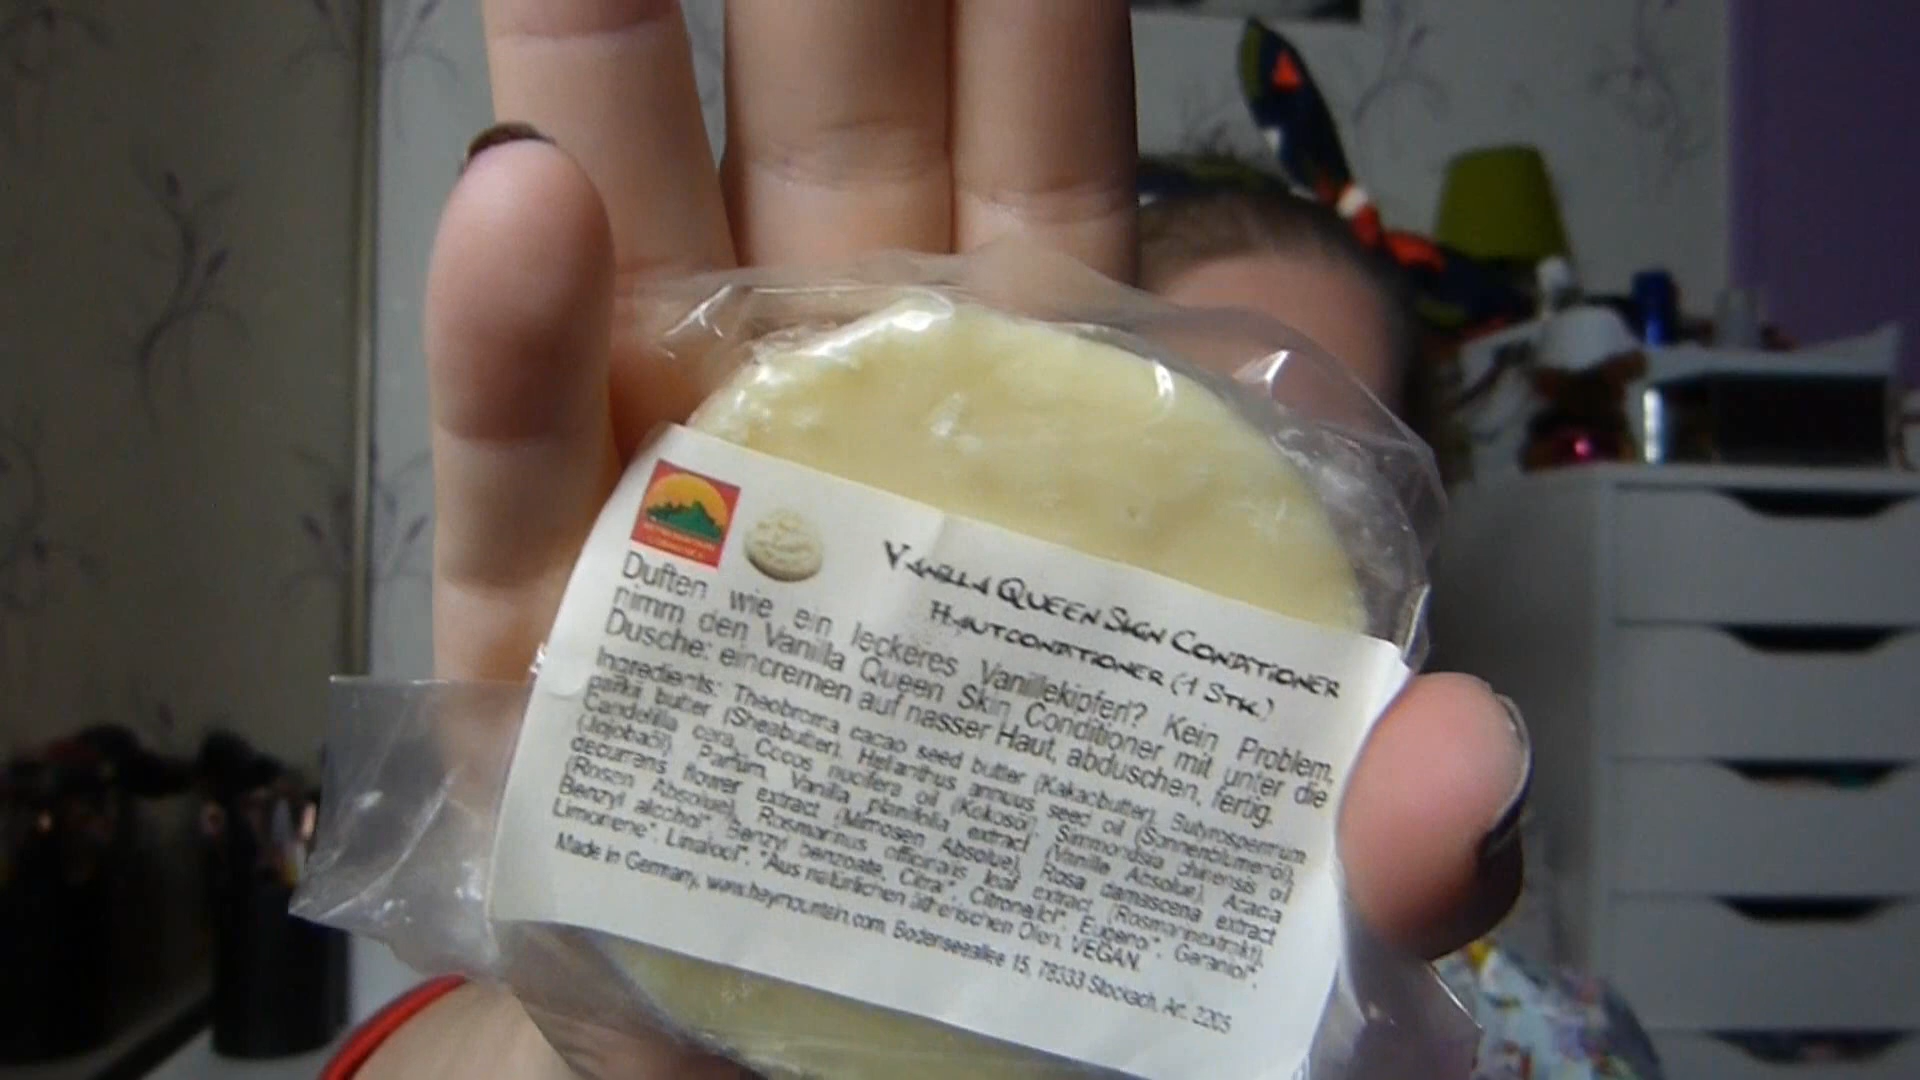 Vanilla Queen Skin Conditioner
Hautconditioner (1 Stk.)
Duften wie ein leckeres Vanillekipferl? Kein Problem,
nimm den Vanilla Queen Skin Conditioner mit unter die
Dusche: eincremen auf nasser Haut, abduschen, fertig.
Ingredients: Theobroma cacao seed butter (Kakaobutter), Butyrospermum
parkii butter (Sheabutter), Helianthus annuus seed oil (Sonnenblumenöl),
Candelilla cera, Cocos nucifera oil (Kokosöl), Simmondsia chinensis oil
(Jojobaöl), Parfüm, Vanilla planifolia extract (Vanille Absolue), Acacia
decurrens flower extract (Mimosen Absolue), Rosa damascena extract
(Rosen Absolue), Rosmarinus officinalis leaf extract (Rosmarinextrakt),
Benzyl alcohol*, Benzyl benzoate, Citral*, Citronellol*, Eugenol*, Geraniol*,
Limonene*, Linalool*. *Aus natürlichen ätherischen Ölen. VEGAN.
Made in Germany, www.haymountain.com, Bodenseeallee 15, 78333 Stockach, Art. 2205